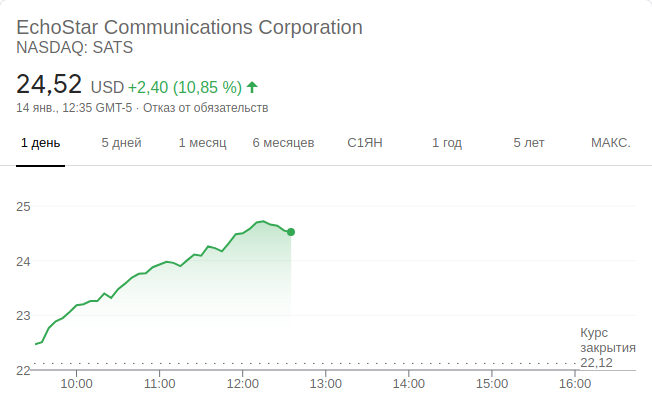 EchoStar Communications Corporation
NASDAQ: SATS
24,52 USD +2,40 (10,85 %)
14 янв., 12:35 GMT-5 · Отказ от обязательств
1 день 5 дней 1 месяц 6 месяцев С1ЯН 1 год 5 лет МАКС.
25
24
23
22
Курс
закрытия
22,12
10:00 11:00 12:00 13:00 14:00 15:00 16:00